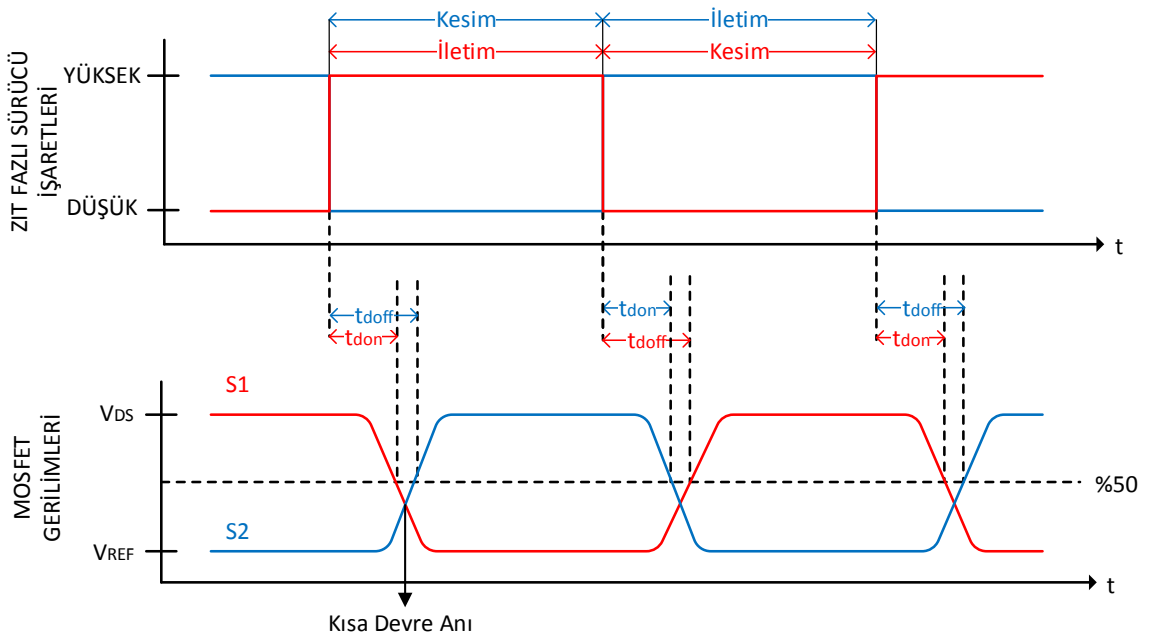 Kesim
İletim
İletim
Kesim
ZIT FAZLI SÜRÜCÜ
İŞARETLERİ
YÜKSEK
DÜŞÜK
t
tdoff
tdon
tdon
tdoff
tdoff
tdon
MOSFET
GERİLİMLERİ
S1
VDS
%50
S2
VREF
t
Kısa Devre Anı